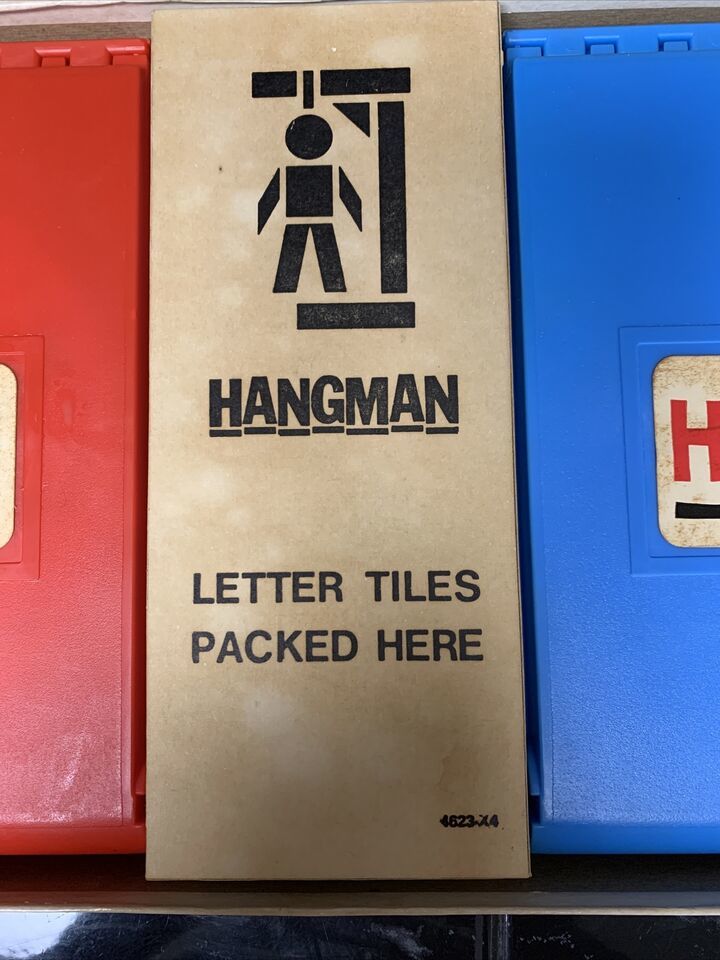 HANGMAN
LETTER TILES
PACKED HERE
4623-X4
H